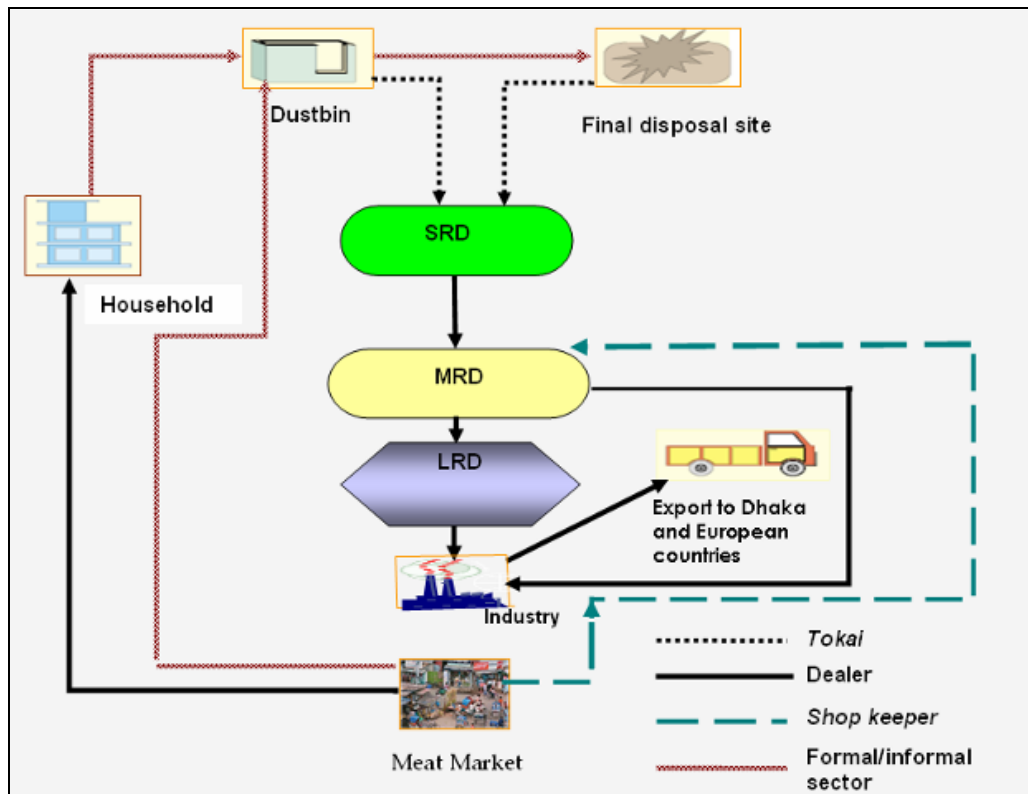 Dustbin
Final disposal site
SRD
Household
MRD
LRD
Export to Dhaka
and European
countries
Industry
Tokai
Dealer
Shop keeper
Formal/informal
sector
Meat Market